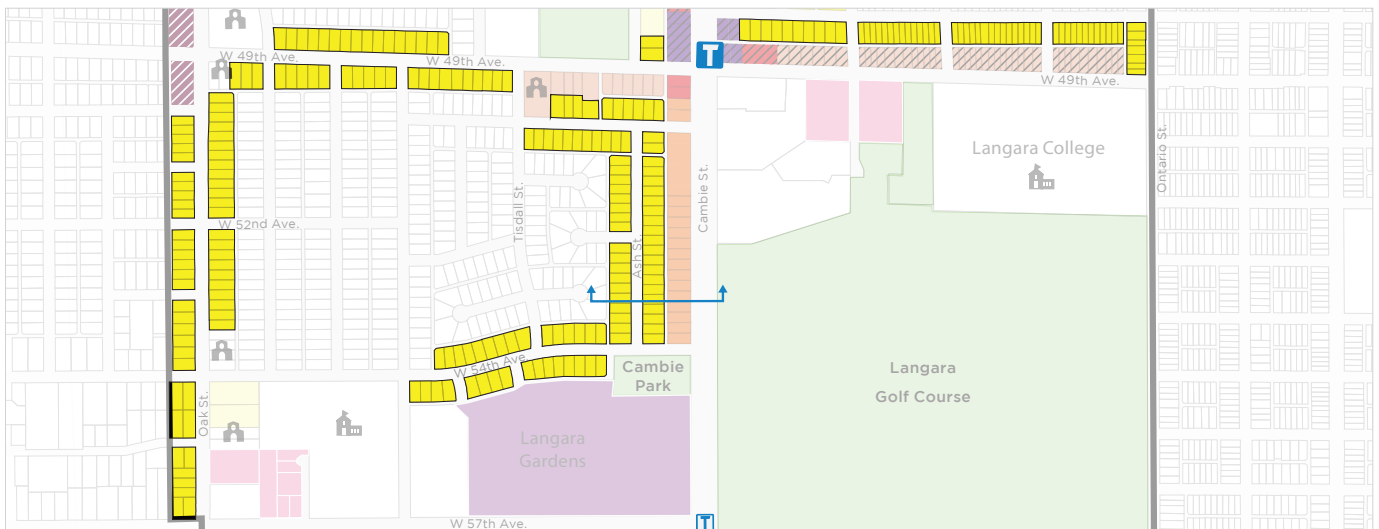 W 49th Ave.
W 49th Ave.
T
W 49th Ave.
Langara College
Ontario St.
Tisdall St.
Cambie St.
W 52nd Ave.
Ash St.
W 54th Ave.
Cambie
Park
Langara
Golf Course
Oak St.
Langara
Gardens
W 57th Ave.
T